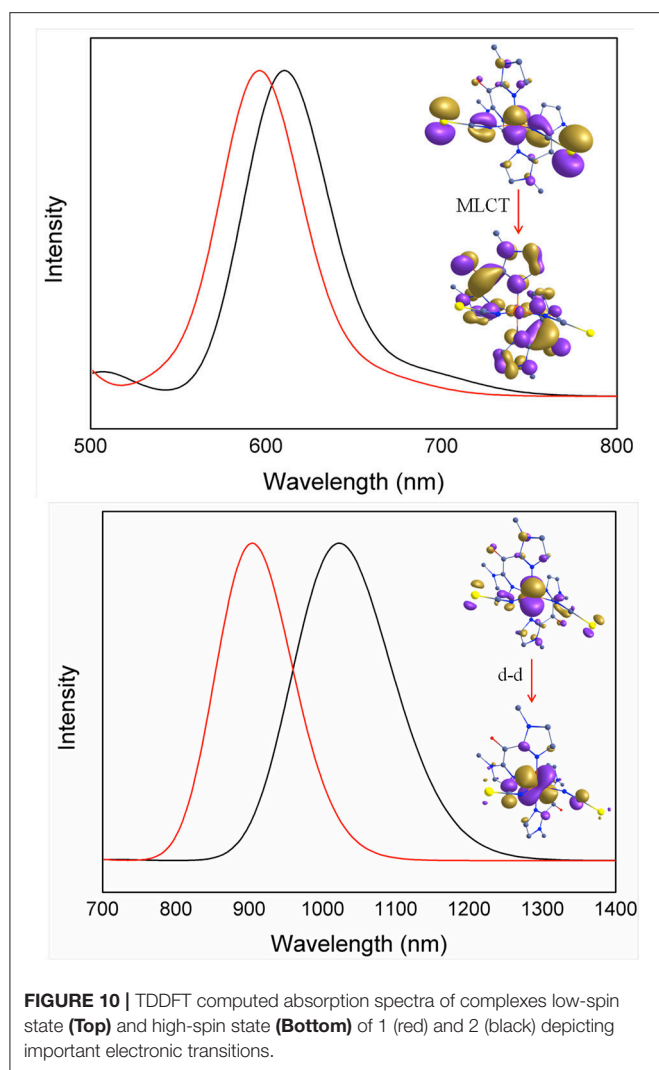 Intensity
MLCT
500 600 700 800
Wavelength (nm)
Intensity
d-d
700 800 900 1000 1100 1200 1300 1400
Wavelength (nm)
FIGURE 10 | TDDFT computed absorption spectra of complexes low-spin
state (Top) and high-spin state (Bottom) of 1 (red) and 2 (black) depicting
important electronic transitions.